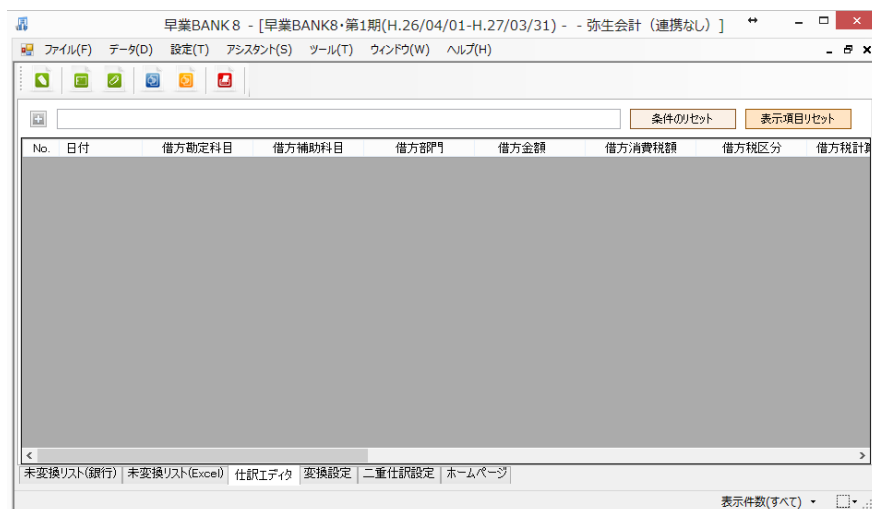 早業BANK８ - [早業BANK8・第1期(H.26/04/01-H.27/03/31) - - 弥生会計（連携なし）]
ファイル(F) データ(D) 設定(T) アシスタント(S) ツール(T) ウィンドウ(W) ヘルプ(H)
条件のリセット 表示項目リセット
No. 日付 借方勘定科目 借方補助科目 借方部門 借方金額 借方消費税額 借方税区分 借方税計算
未変換リスト(銀行) 未変換リスト(Excel) 仕訳エディタ 変換設定 二重仕訳設定 ホームページ
表示件数(すべて)